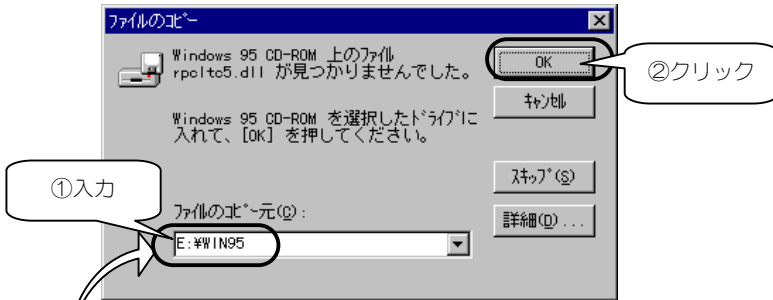 ファイルのコピー
Windows 95 CD-ROM 上のファイル
rpcltc5.dll が見つかりませんでした。
Windows 95 CD-ROM を選択したドライブに
入れて、[OK] を押してください。
OK
キャンセル
スキップ(S)
詳細(D)...
ファイルのコピー元(C):
E:¥WIN95
①入力
②クリック